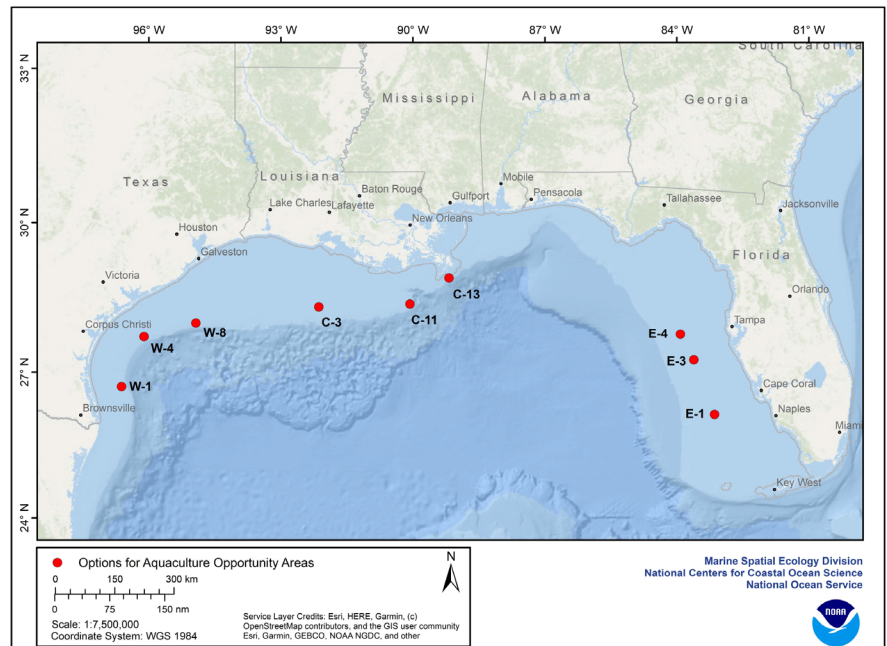 96° W 93° W 90° W 87° W 84° W 81° W
33° N
30° N
27° N
24° N
South Carolina
Mississippi
Alabama
Georgia
Texas
Louisiana
Florida
Baton Rouge
Mobile
Lake Charles
Lafayette
Gulfport
Pensacola
Tallahassee
Jacksonville
New Orleans
Houston
Galveston
Victoria
Orlando
Corpus Christi
Tampa
Brownsville
Cape Coral
Naples
Miami
Key West
C-13
C-11
C-3
W-8
W-4
W-1
E-4
E-3
E-1
Options for Aquaculture Opportunity Areas
0 150 300 km
0 75 150 nm
Scale: 1:7,500,000
Coordinate System: WGS 1984
Service Layer Credits: Esri, HERE, Garmin, (c)
OpenStreetMap contributors, and the GIS user community
Esri, Garmin, GEBCO, NOAA NGDC, and other
N
Marine Spatial Ecology Division
National Centers for Coastal Ocean Science
National Ocean Service
NOAA